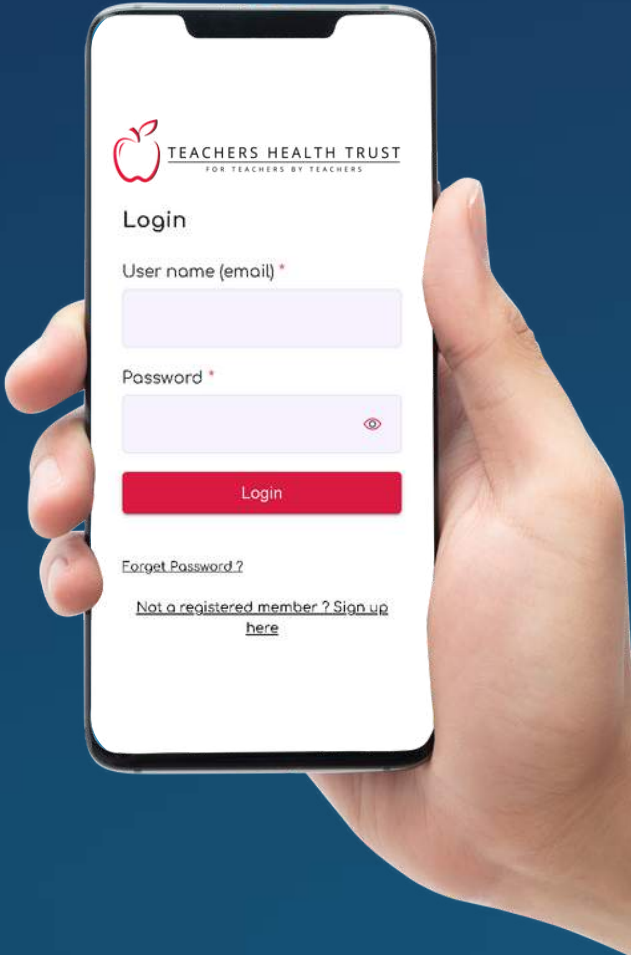 TEACHERS HEALTH TRUST
FOR TEACHERS BY TEACHERS
Login
User name (email) *
Password *
Login
Forget Password ?
Not a registered member ? Sign up
here